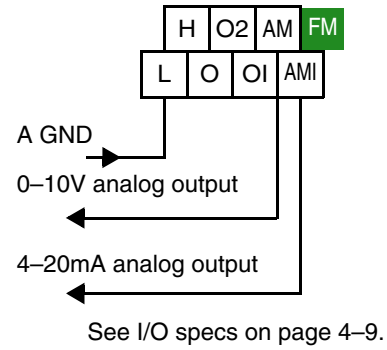 H O2 AM FM
L O OI AMI
A GND
0–10V analog output
4–20mA analog output
See I/O specs on page 4–9.